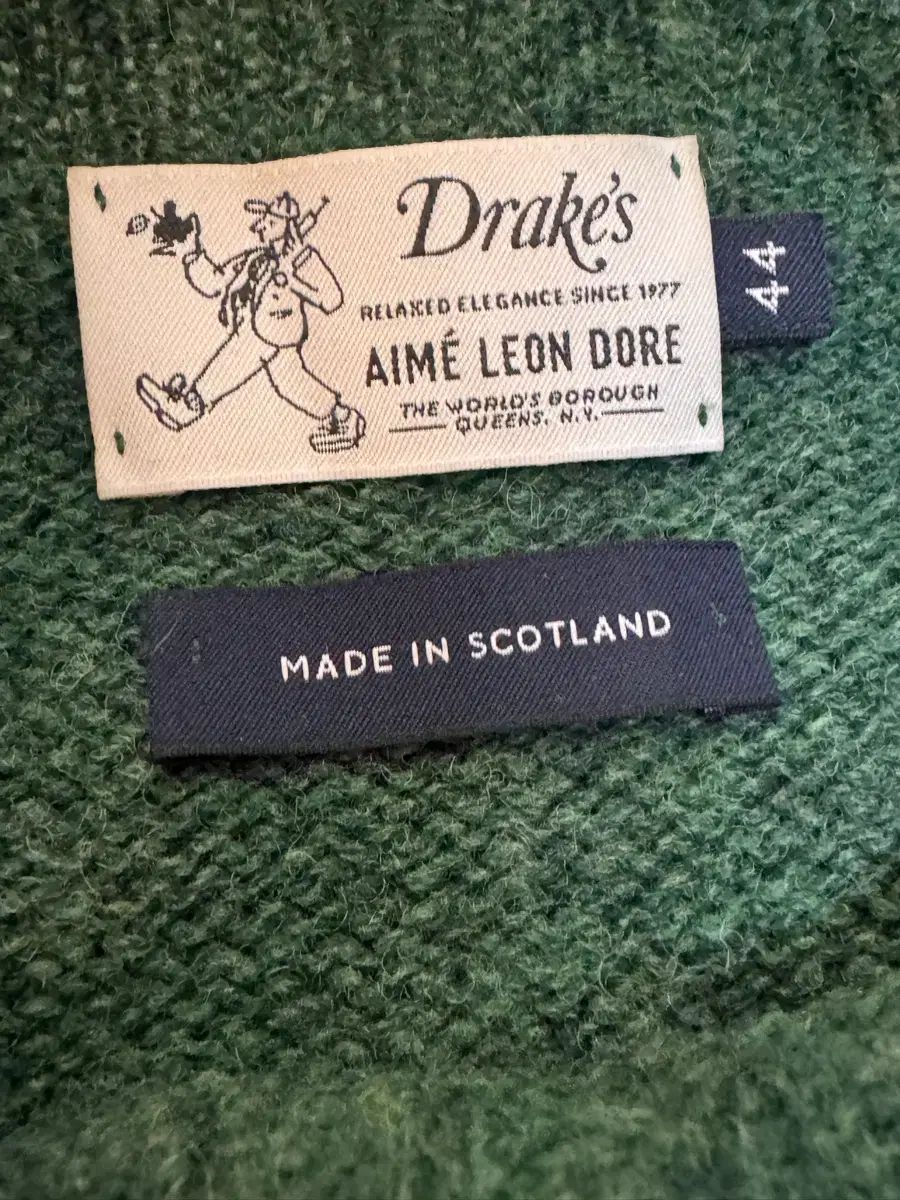 Drake's
RELAXED ELEGANCE SINCE 1977
AIMÉ LEON DORE
THE WORLD'S BOROUGH
QUEENS, N.Y.
44
MADE IN SCOTLAND